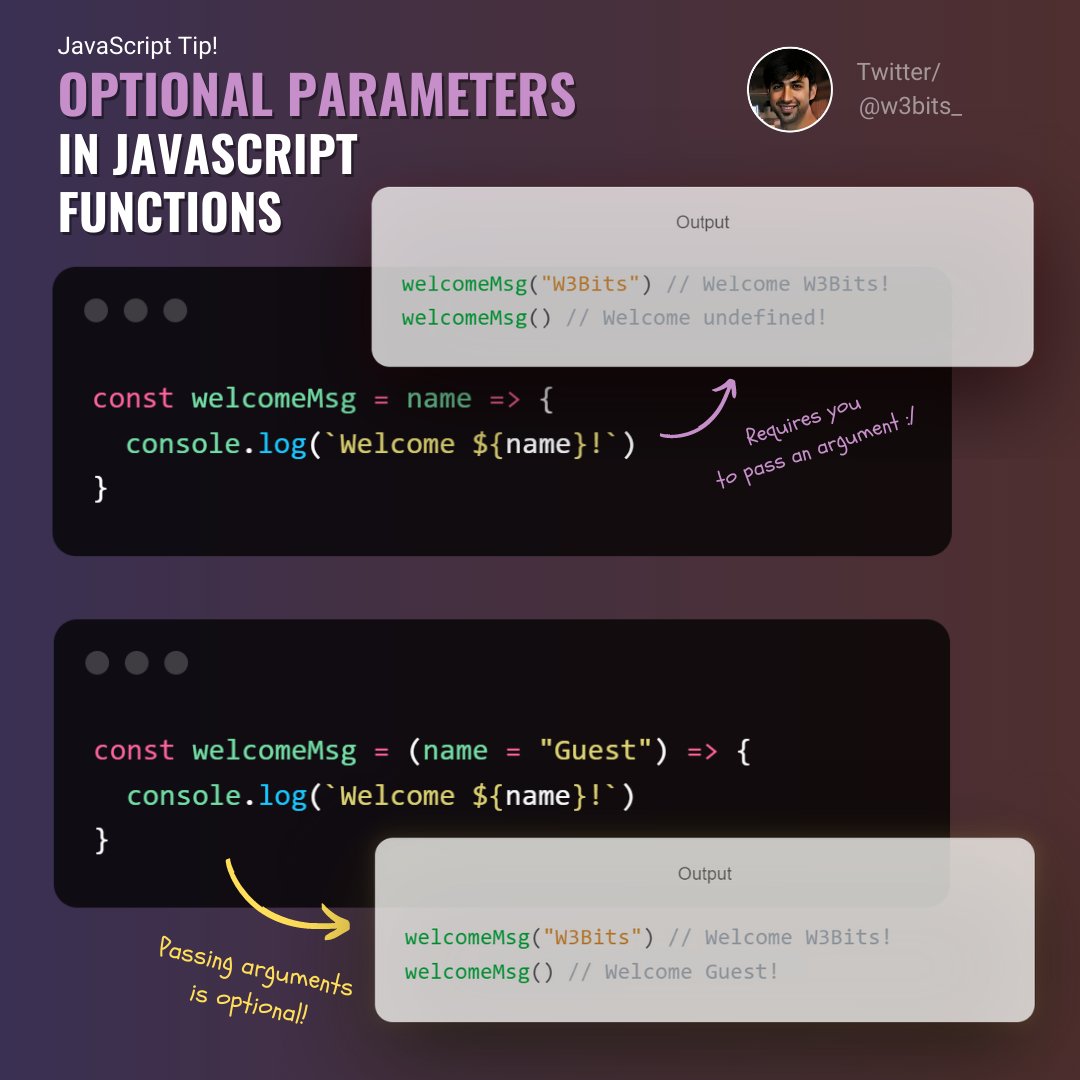 JavaScript Tip!
OPTIONAL PARAMETERS
IN JAVASCRIPT
FUNCTIONS
Twitter/
@w3bits_
Output
welcomeMsg("W3Bits") // Welcome W3Bits!
welcomeMsg() // Welcome undefined!
const welcomeMsg = name => {
  console.log(`Welcome ${name}!`)
}
Requires you
to pass an argument :/
const welcomeMsg = (name = "Guest") => {
  console.log(`Welcome ${name}!`)
}
Passing arguments
is optional!
Output
welcomeMsg("W3Bits") // Welcome W3Bits!
welcomeMsg() // Welcome Guest!